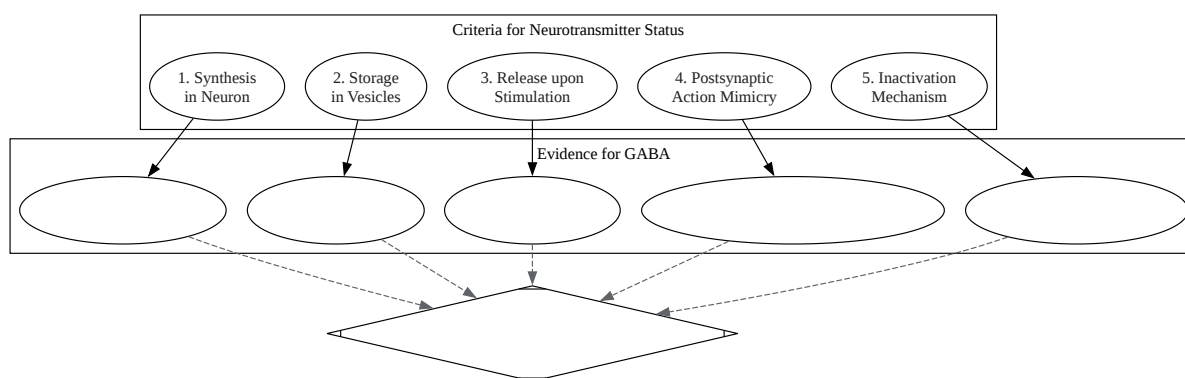 Criteria for Neurotransmitter Status
1. Synthesis
in Neuron
2. Storage
in Vesicles
3. Release upon
Stimulation
4. Postsynaptic
Action Mimicry
5. Inactivation
Mechanism
Evidence for GABA